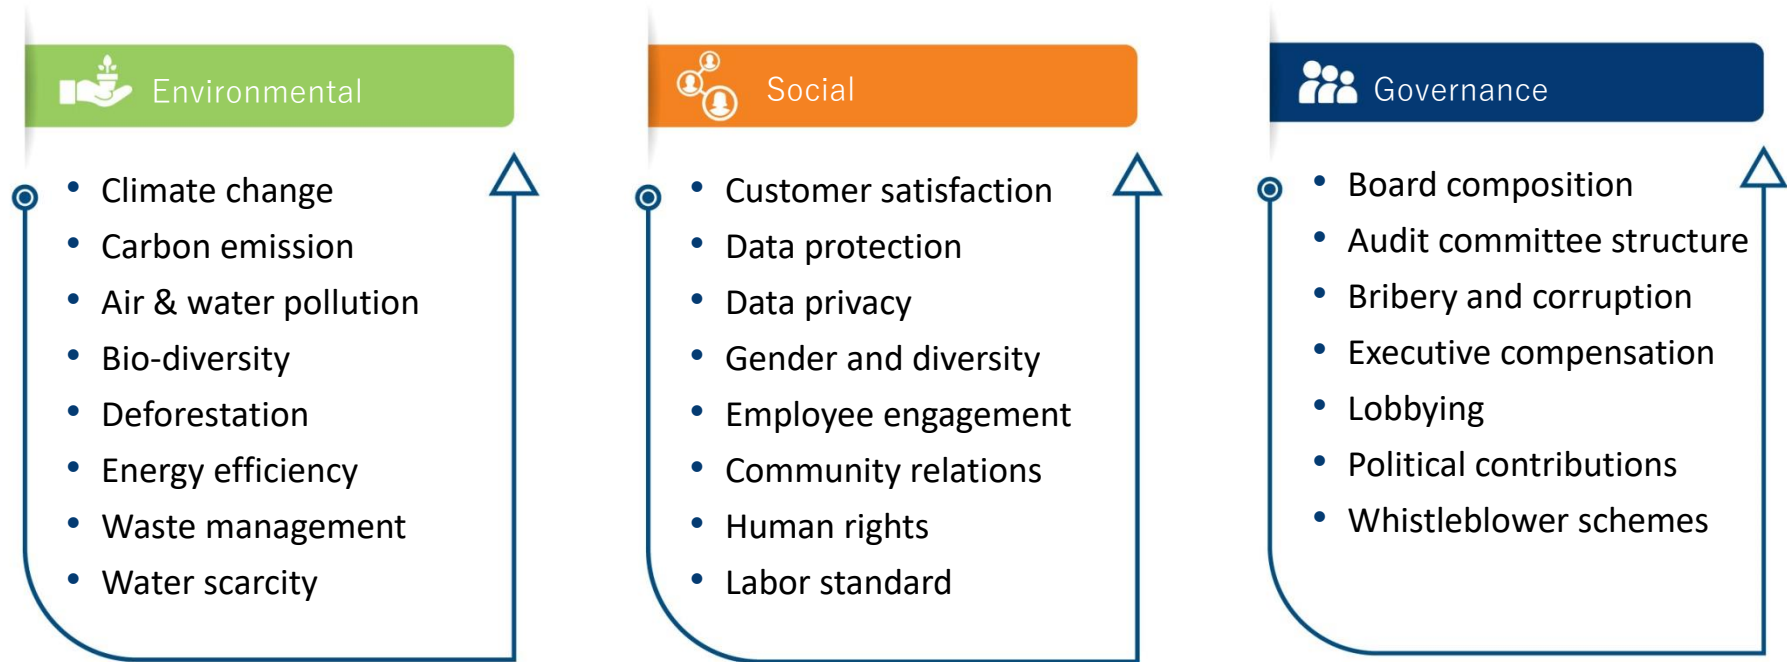 Environmental
• Climate change
• Carbon emission
• Air & water pollution
• Bio-diversity
• Deforestation
• Energy efficiency
• Waste management
• Water scarcity
Social
• Customer satisfaction
• Data protection
• Data privacy
• Gender and diversity
• Employee engagement
• Community relations
• Human rights
• Labor standard
Governance
• Board composition
• Audit committee structure
• Bribery and corruption
• Executive compensation
• Lobbying
• Political contributions
• Whistleblower schemes